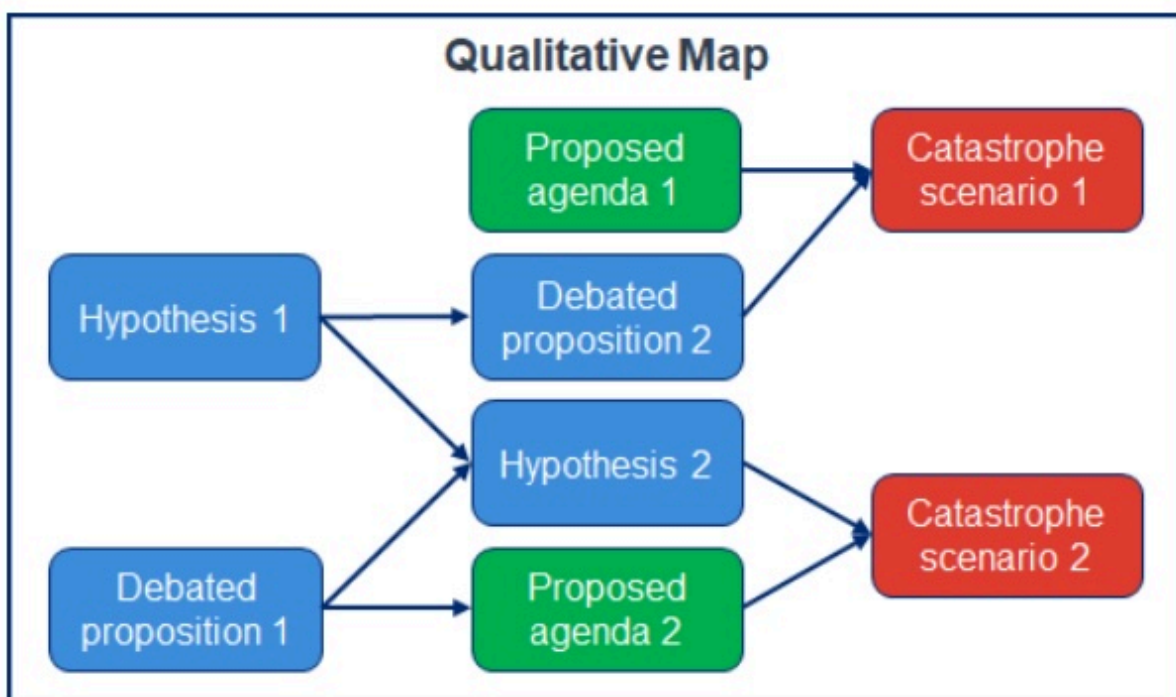 Qualitative Map
Proposed
agenda 1
Catastrophe
scenario 1
Hypothesis 1
Debated
proposition 2
Hypothesis 2
Catastrophe
scenario 2
Debated
proposition 1
Proposed
agenda 2